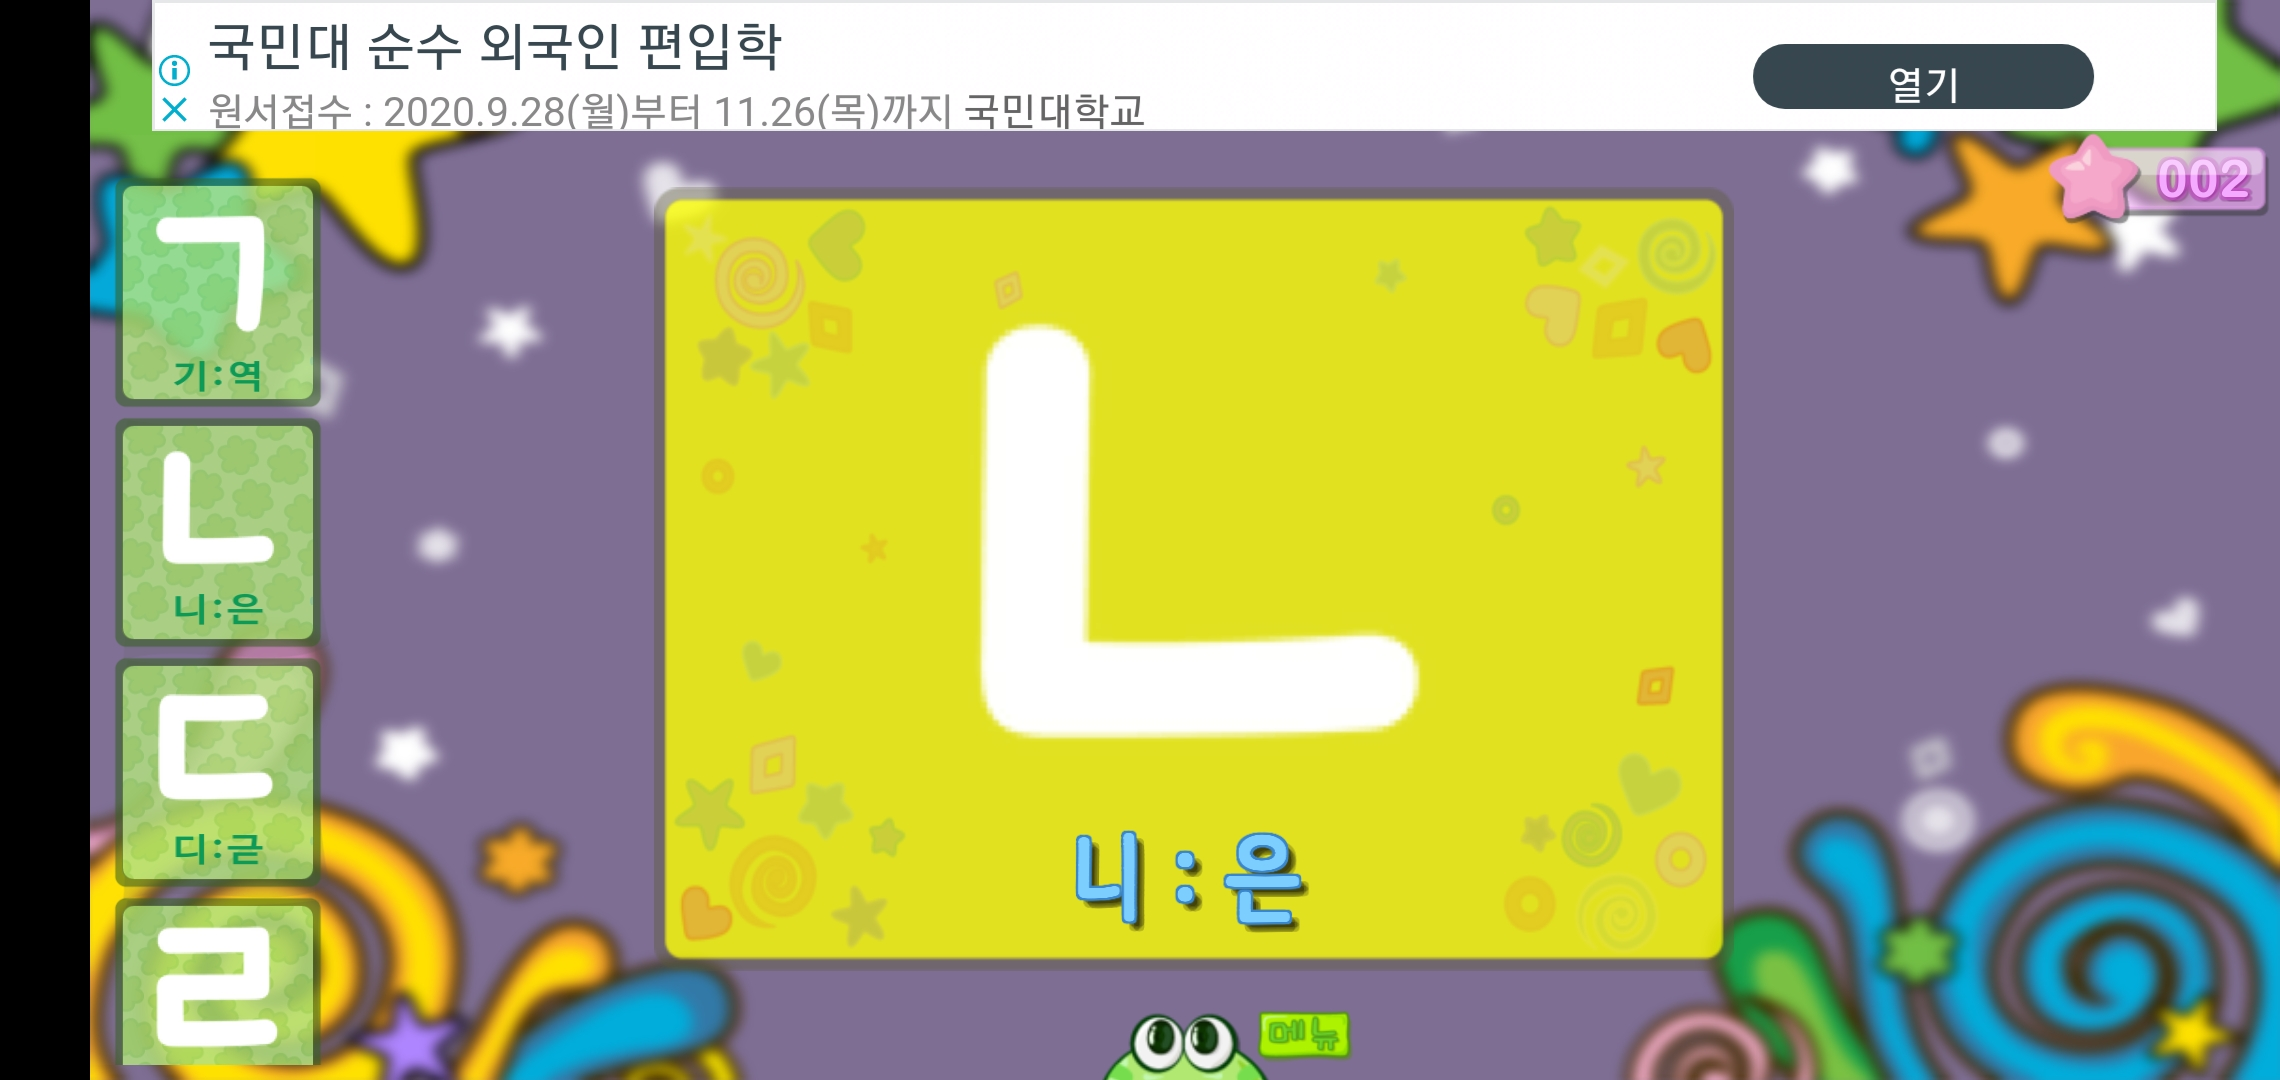 국민대 순수 외국인 편입학
원서접수 : 2020.9.28(월)부터 11.26(목)까지 국민대학교
열기
002
ㄱ
기:역
ㄴ
니:은
ㄷ
디:귿
ㄹ
ㄴ
니:은
메뉴